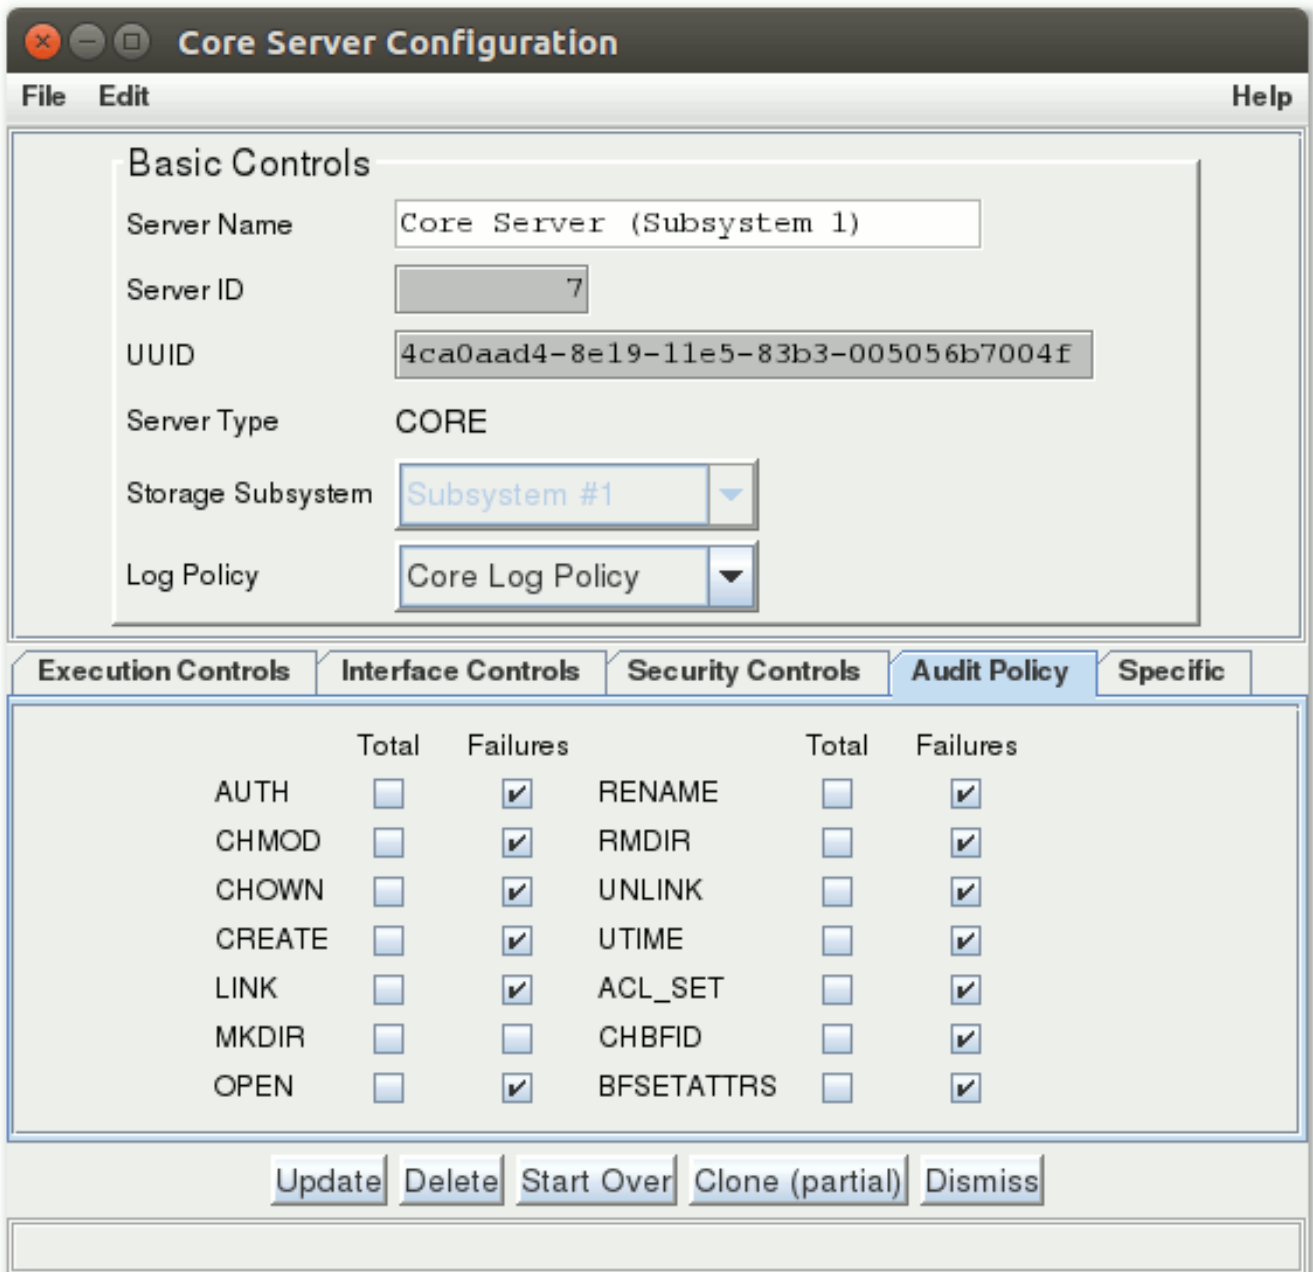 Core Server Configuration
File Edit Help
Basic Controls
Server Name Core Server (Subsystem 1)
Server ID 7
UUID 4ca0aad4-8e19-11e5-83b3-005056b7004f
Server Type CORE
Storage Subsystem Subsystem #1
Log Policy Core Log Policy
Execution Controls Interface Controls Security Controls Audit Policy Specific
Total Failures Total Failures
AUTH RENAME
CHMOD RMDIR
CHOWN UNLINK
CREATE UTIME
LINK ACL_SET
MKDIR CHBFID
OPEN BFSETATTRS
Update Delete Start Over Clone (partial) Dismiss